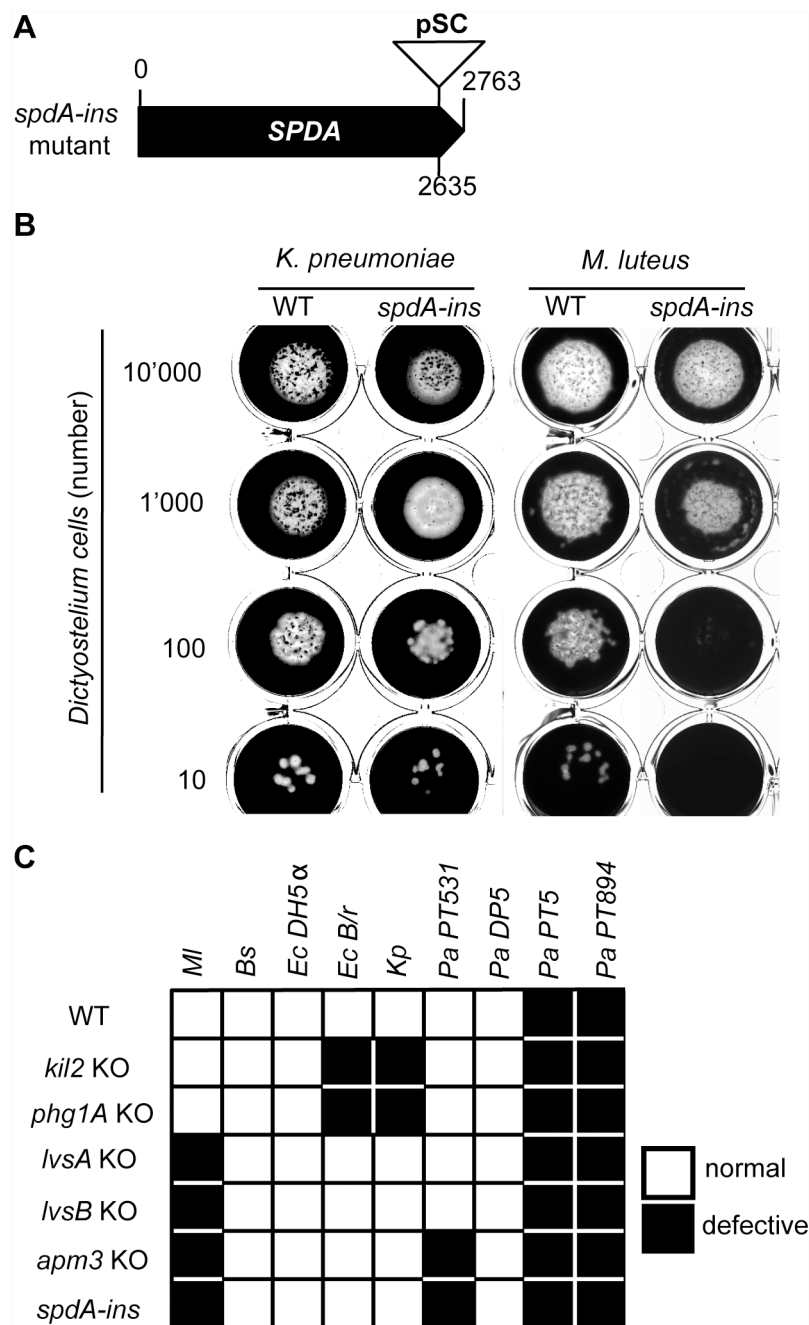 A
pSC
0
2763
spdA-ins
mutant
SPDA
2635
B
K. pneumoniae
M. luteus
WT
spdA-ins
WT
spdA-ins
Dictyostelium cells (number)
10'000
1'000
100
10
C
Ml
Bs
Ec DH5α
Ec B/r
Kp
Pa PT531
Pa DP5
Pa PT5
Pa PT894
WT
kil2 KO
phg1A KO
lvsA KO
lvsB KO
apm3 KO
spdA-ins
normal
defective